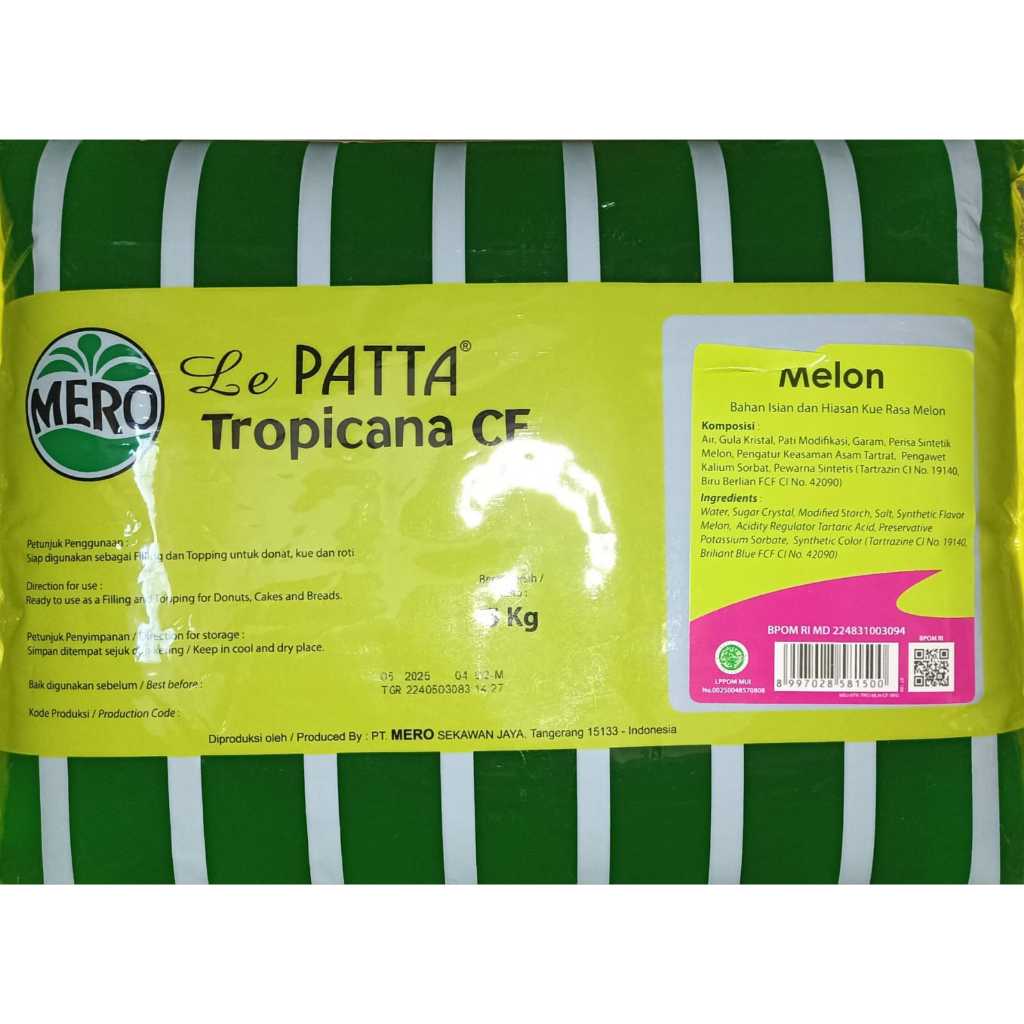 MERO
Le PATTA®
Tropicana CF
Petunjuk Penggunaan :
Siap digunakan sebagai Filling dan Topping untuk donat, kue dan roti
Direction for use :
Ready to use as a Filling and Topping for Donuts, Cakes and Breads.
Petunjuk Penyimpanan / Direction for storage :
Simpan ditempat sejuk dan kering / Keep in cool and dry place.
Baik digunakan sebelum / Best before :
Kode Produksi / Production Code :
5 Kg
2025 04
TGR 2240503083 14 27
Diproduksi oleh / Produced By : PT. MERO SEKAWAN JAYA. Tangerang 15133 - Indonesia
Melon
Bahan Isian dan Hiasan Kue Rasa Melon
Komposisi :
Air, Gula Kristal, Pati Modifikasi, Garam, Perisa Sintetik
Melon, Pengatur Keasaman Asam Tartrat, Pengawet
Kalium Sorbat, Pewarna Sintetis (Tartrazin CI No. 19140,
Biru Berlian FCF CI No. 42090)
Ingredients :
Water, Sugar Crystal, Modified Starch, Salt, Synthetic Flavor
Melon, Acidity Regulator Tartaric Acid, Preservative
Potassium Sorbate, Synthetic Color (Tartrazine CI No. 19140,
Briliant Blue FCF CI No. 42090)
BPOM RI MD 224831003094
BPOM RI
LPPOM MUI
No.00250048570808
8 997028 581500